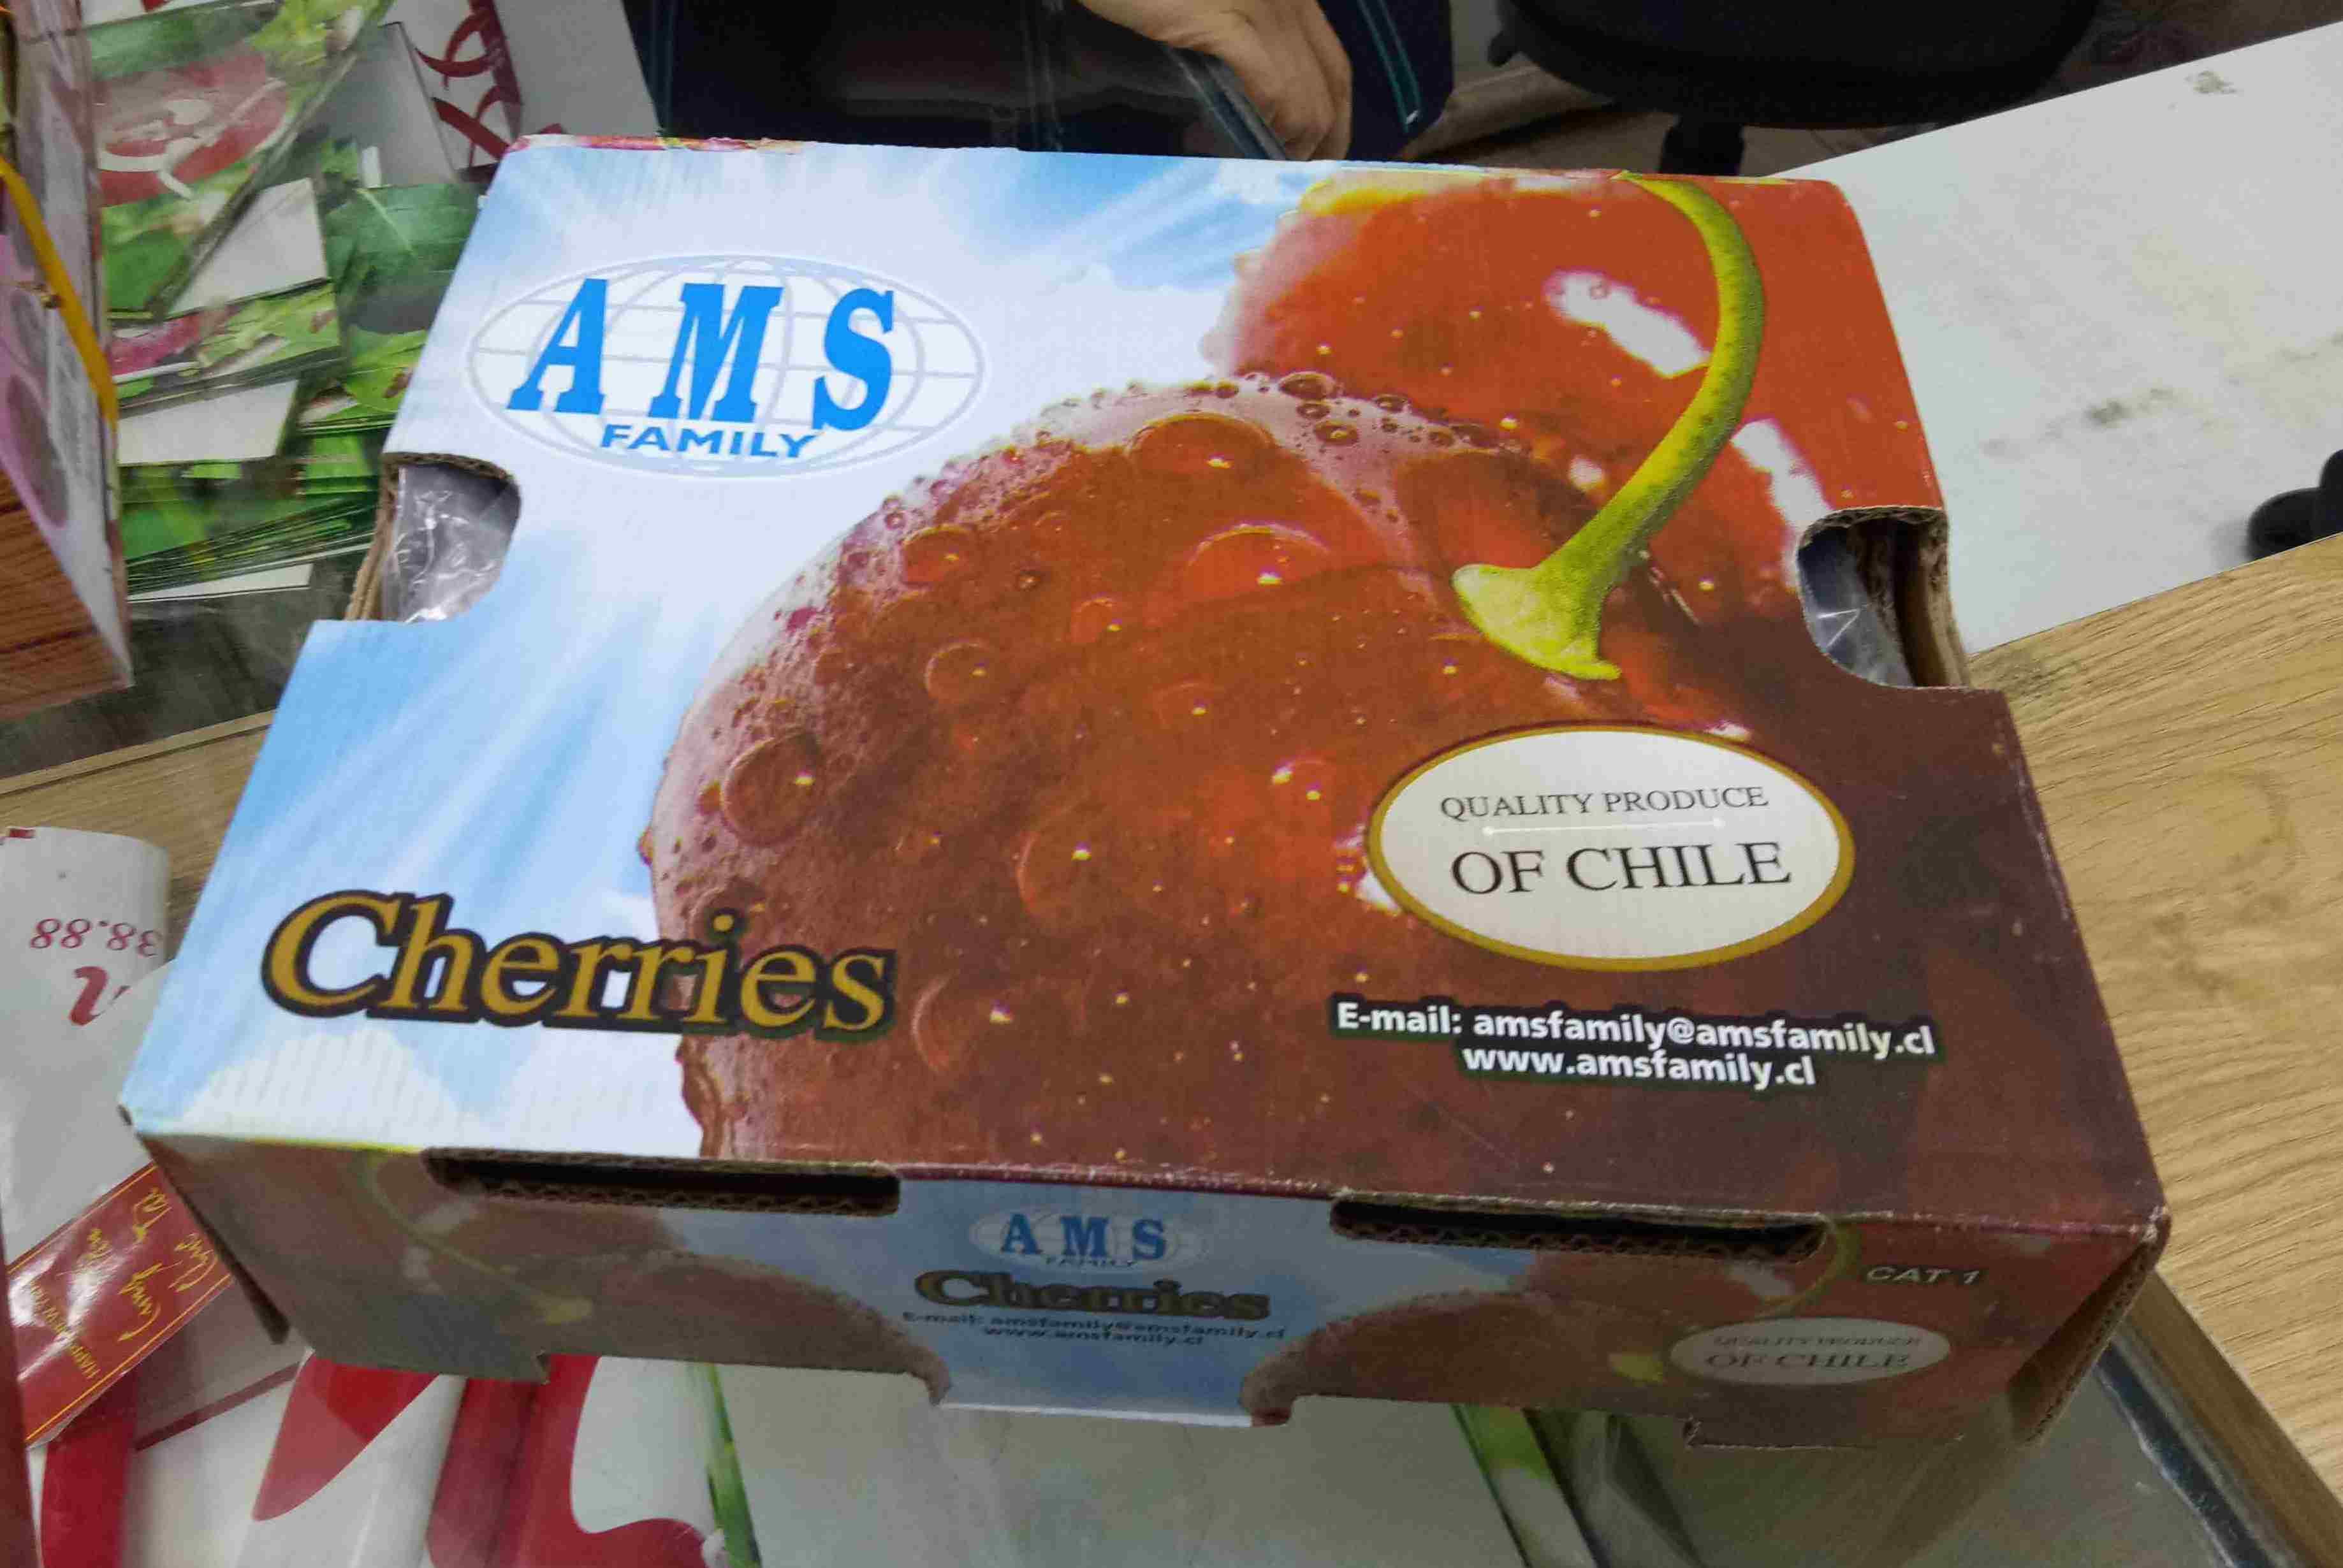 AMS
FAMILY
QUALITY PRODUCE
OF CHILE
38.88
Cherries
E-mail: amsfamily@amsfamily.cl
www.amsfamily.cl
AMS
FAMILY
Cherries
E-mail: amsfamily@amsfamily.cl
www.amsfamily.cl
CAT 1
QUALITY PRODUCE
OF CHILE